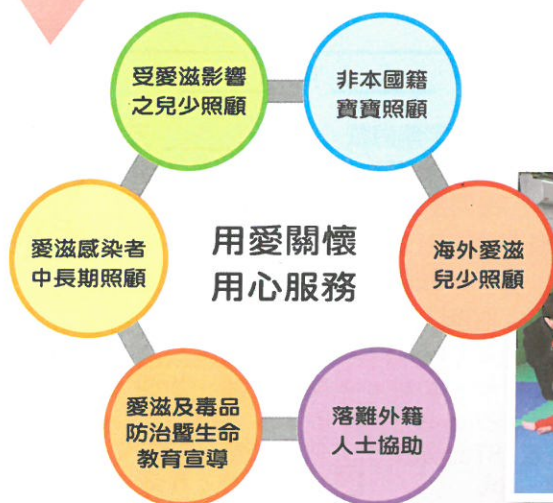 受愛滋影響
之兒少照顧
非本國籍
寶寶照顧
海外愛滋
兒少照顧
落難外籍
人士協助
愛滋及毒品
防治暨生命
教育宣導
愛滋感染者
中長期照顧
用愛關懷
用心服務